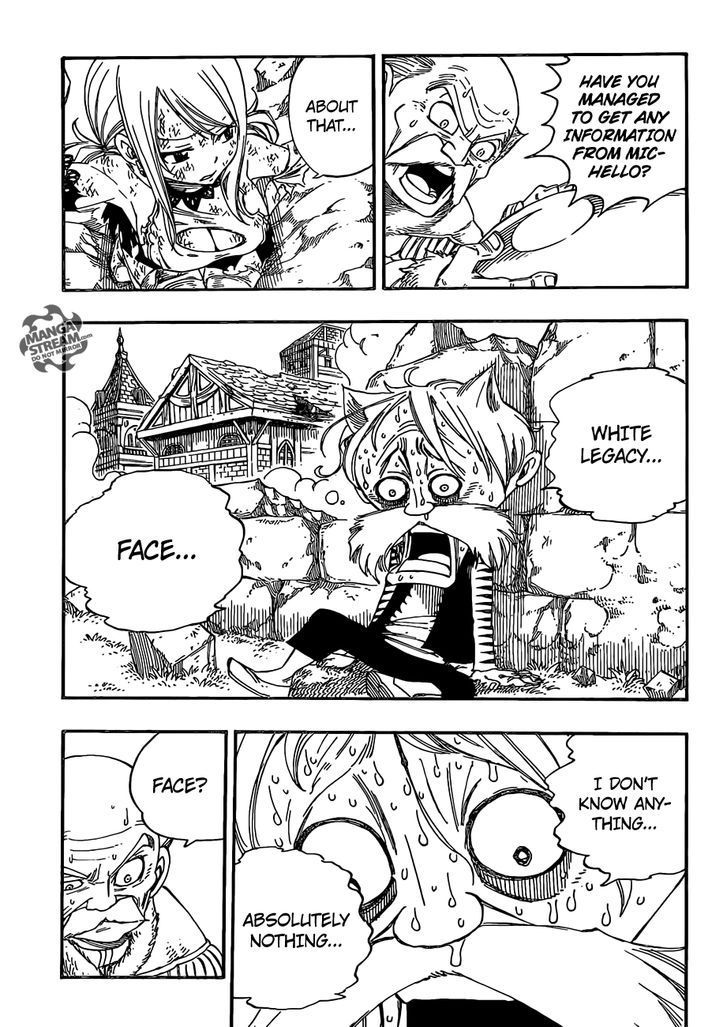 HAVE YOU
MANAGED
TO GET ANY
INFORMATION
FROM MIC-
HELLO?
ABOUT
THAT...
MANGA
STREAM.com
DO NOT MIRROR
WHITE
LEGACY...
FACE...
I DON'T
KNOW ANY-
THING...
ABSOLUTELY
NOTHING...
FACE?